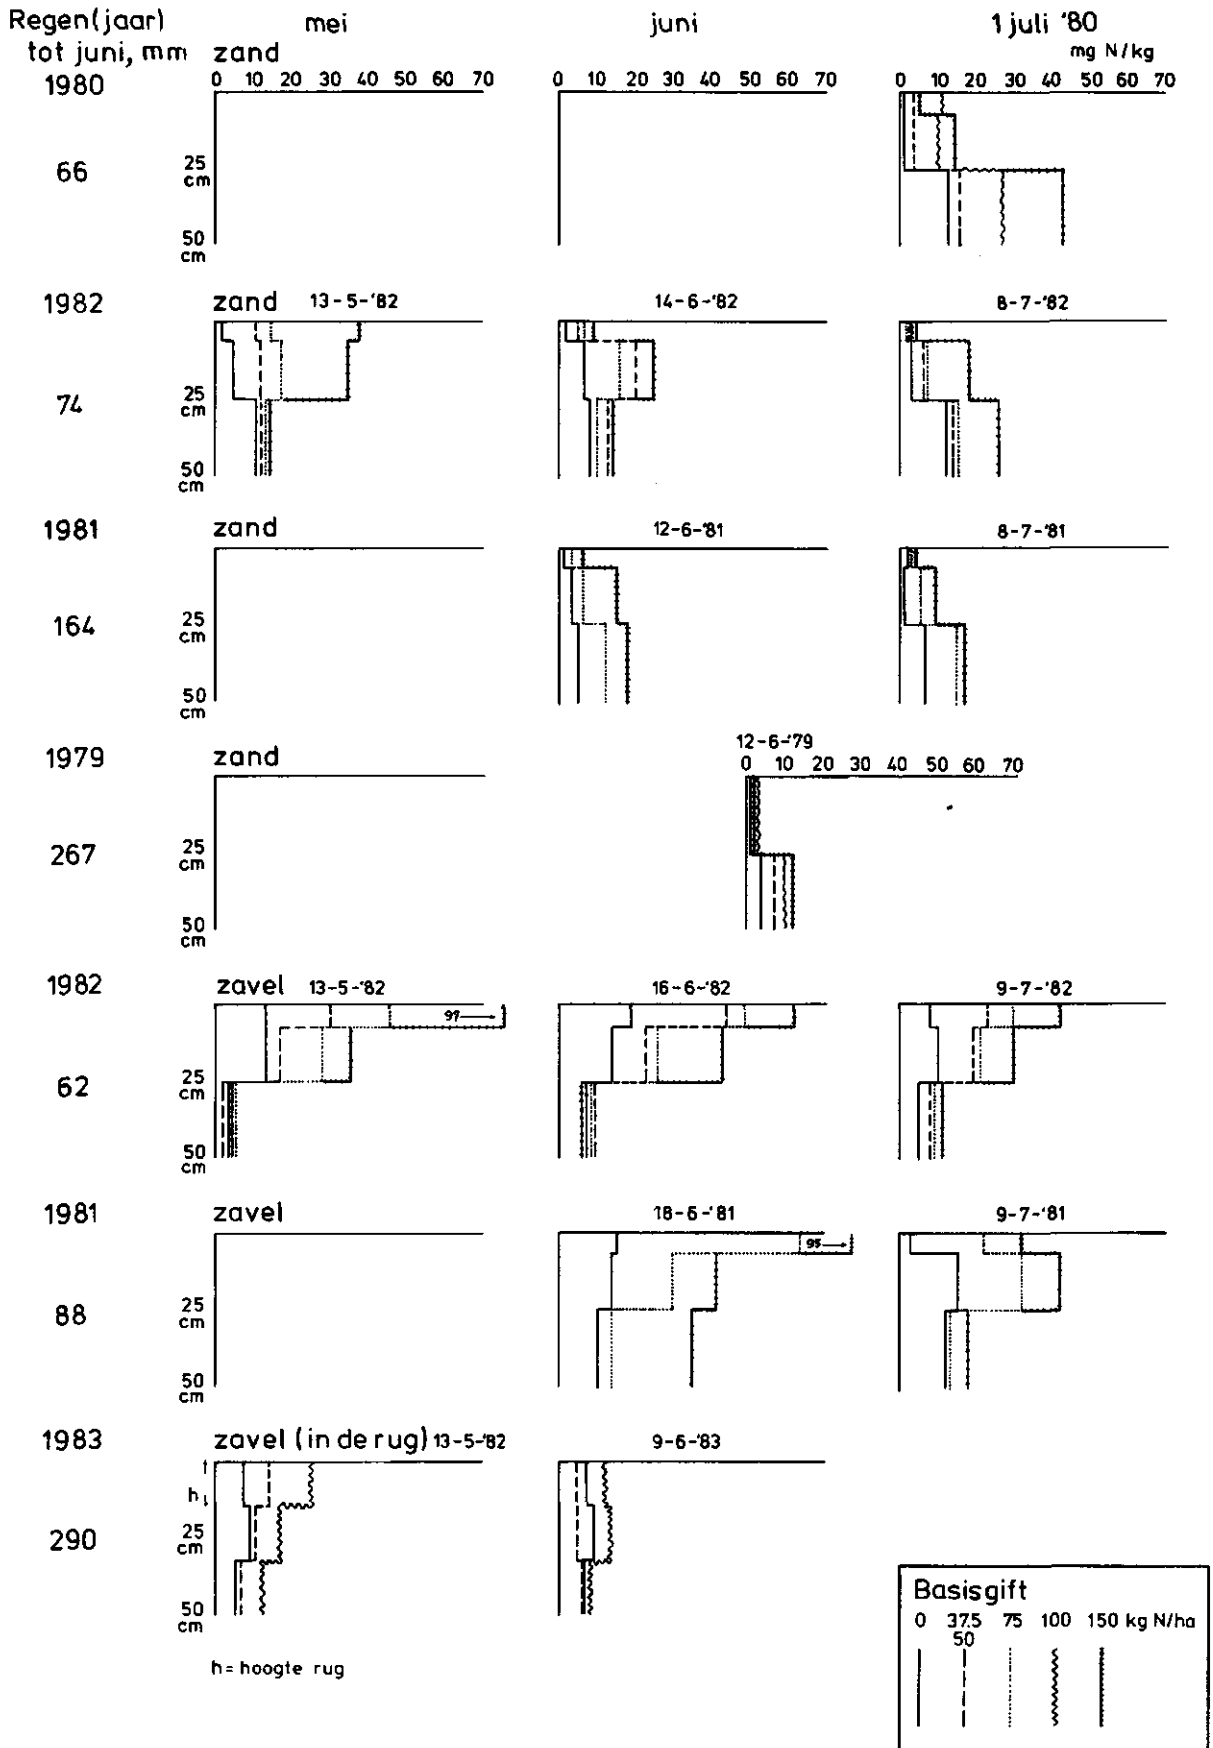 Regen(jaar) mei juni 1 juli '80
tot juni, mm zand mg N/kg
1980 0 10 20 30 40 50 60 70 0 10 20 30 40 50 60 70 0 10 20 30 40 50 60 70
66 25
cm
50
cm
1982 zand 13-5-'82 14-6-'82 8-7-'82
74 25
cm
50
cm
1981 zand 12-6-'81 8-7-'81
164 25
cm
50
cm
1979 zand 12-6-'79
0 10 20 30 40 50 60 70
267 25
cm
50
cm
1982 zavel 13-5-'82 16-6-'82 9-7-'82
97
62 25
cm
50
cm
1981 zavel 18-6-'81 9-7-'81
95
88 25
cm
50
cm
1983 zavel (in de rug) 13-5-'82 9-6-'83
h
290 25
cm
50
cm
h = hoogte rug
Basisgift
0 37.5 75 100 150 kg N/ha
50